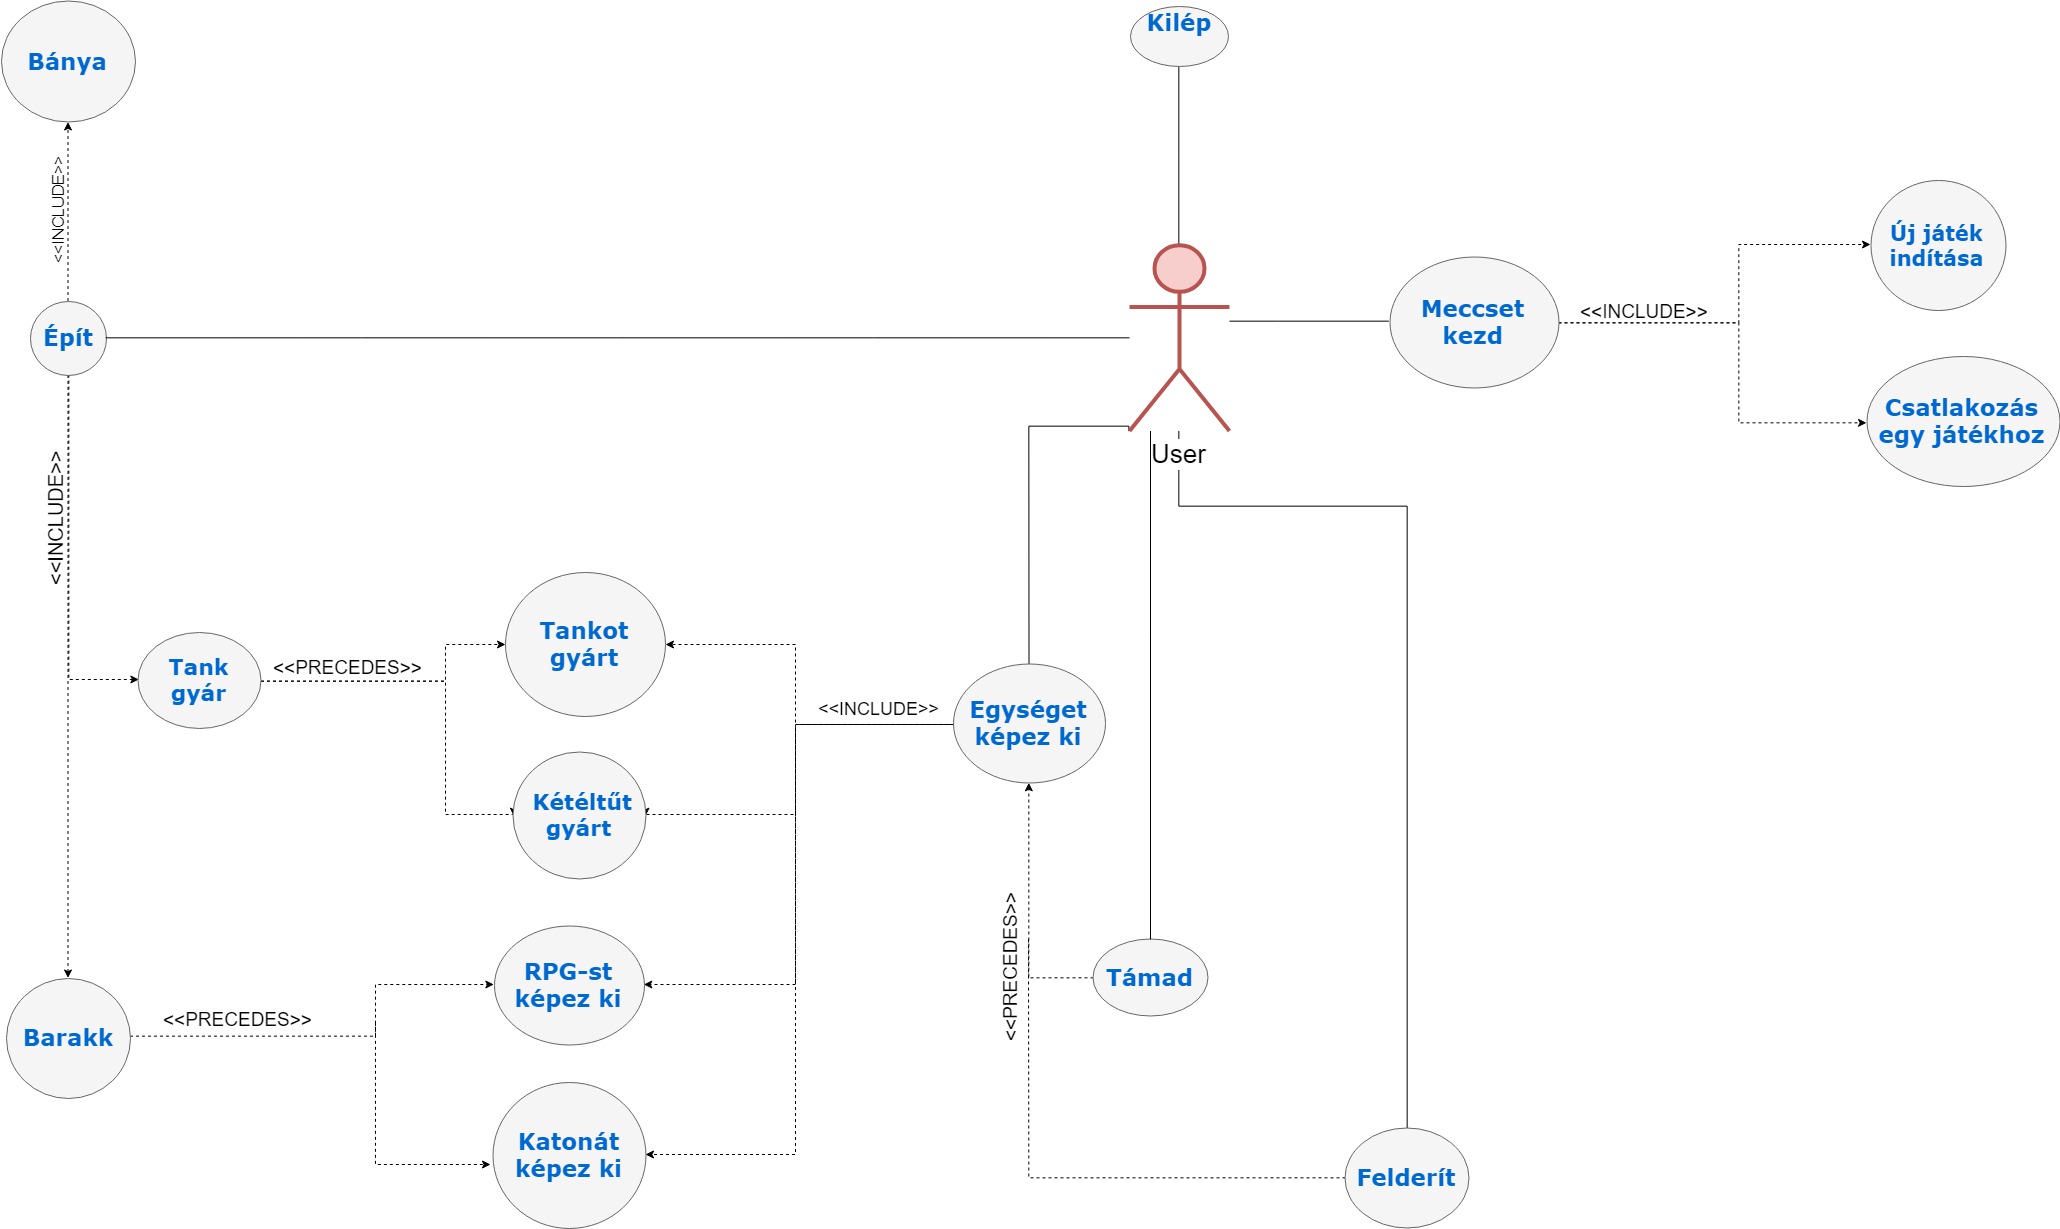 Kilép
Bánya
<<INCLUDE>>
Új játék
indítása
Meccset
kezd
<<INCLUDE>>
Épít
Csatlakozás
egy játékhoz
User
<<INCLUDE>>
Tankot
gyárt
Tank
gyár
<<PRECEDES>>
<<INCLUDE>>
Egységet
képez ki
Kétéltűt
gyárt
RPG-st
képez ki
<<PRECEDES>>
Támad
Barakk
<<PRECEDES>>
Katonát
képez ki
Felderít